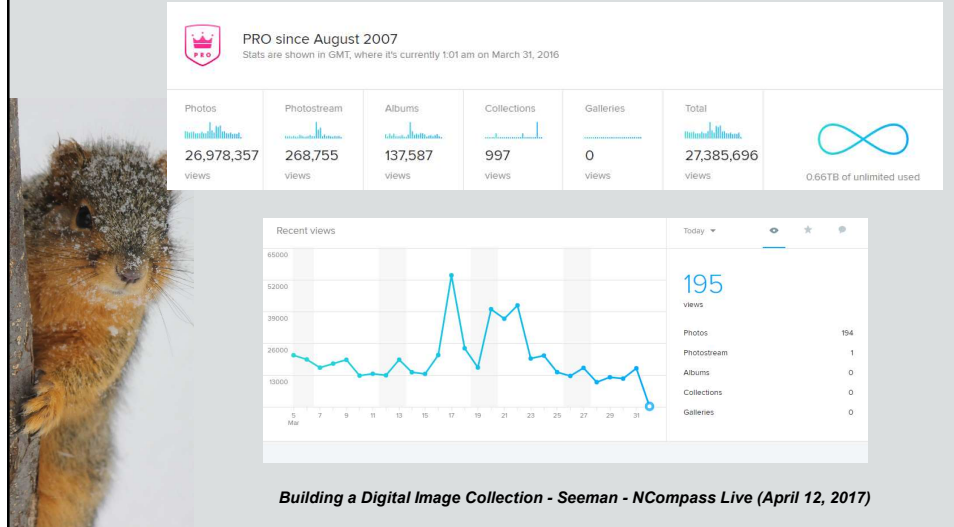 PRO
PRO since August 2007
Stats are shown in GMT, where it's currently 1:01 am on March 31, 2016
Photos Photostream Albums Collections Galleries Total
26,978,357 268,755 137,587 997 0 27,385,696
views views views views views views
0.66TB of unlimited used
Recent views
Today
65000
52000
39000
26000
13000
5 7 9 11 13 15 17 19 21 23 25 27 29 31
Mar
195
views
Photos 194
Photostream 1
Albums 0
Collections 0
Galleries 0
Building a Digital Image Collection - Seeman - NCompass Live (April 12, 2017)